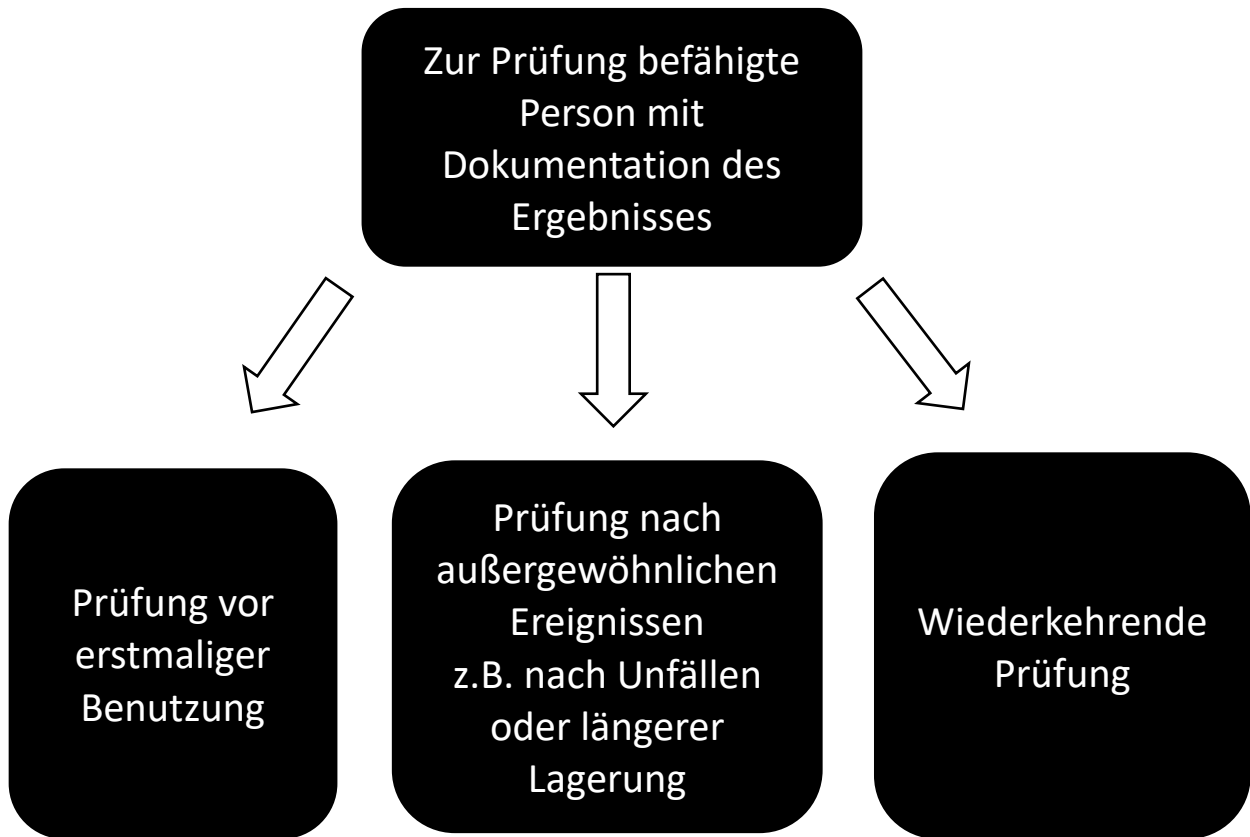 Zur Prüfung befähigte
Person mit
Dokumentation des
Ergebnisses
Prüfung vor
erstmaliger
Benutzung
Prüfung nach
außergewöhnlichen
Ereignissen
z.B. nach Unfällen
oder längerer
Lagerung
Wiederkehrende
Prüfung